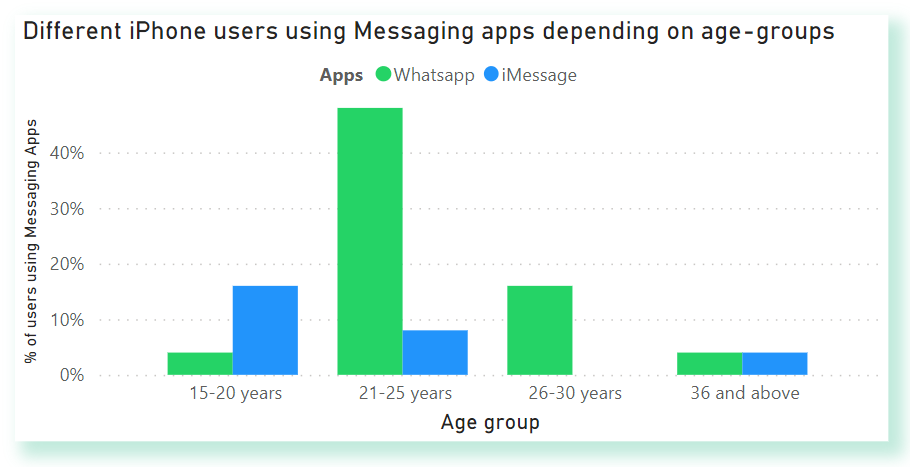 Different iPhone users using Messaging apps depending on age-groups
Apps Whatsapp iMessage
% of users using Messaging Apps
40%
30%
20%
10%
0%
15-20 years 21-25 years 26-30 years 36 and above
Age group